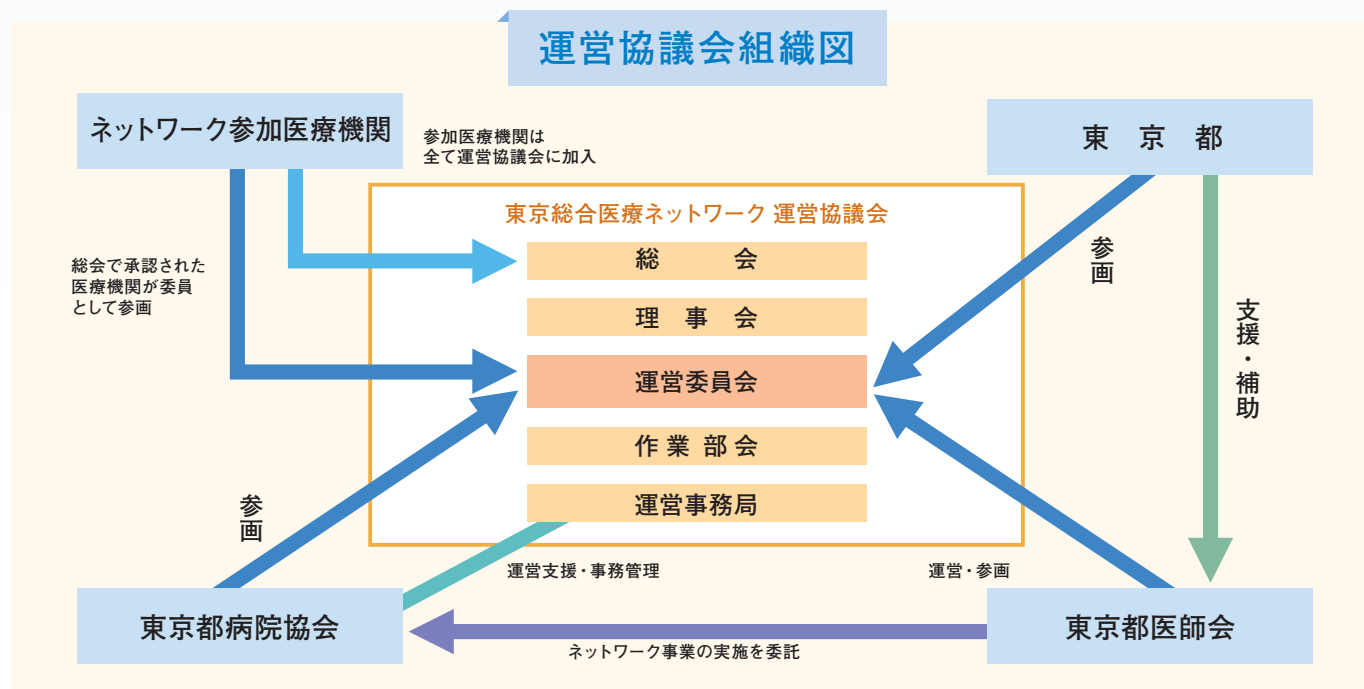 運営協議会組織図
ネットワーク参加医療機関
参加医療機関は
全て運営協議会に加入
東　京　都
東京総合医療ネットワーク 運営協議会
総　　　会
理　事　会
運営委員会
作 業 部 会
運営事務局
総会で承認された
医療機関が委員
として参画
参画
支援・補助
参画
運営支援・事務管理
運営・参画
東京都病院協会
東京都医師会
ネットワーク事業の実施を委託